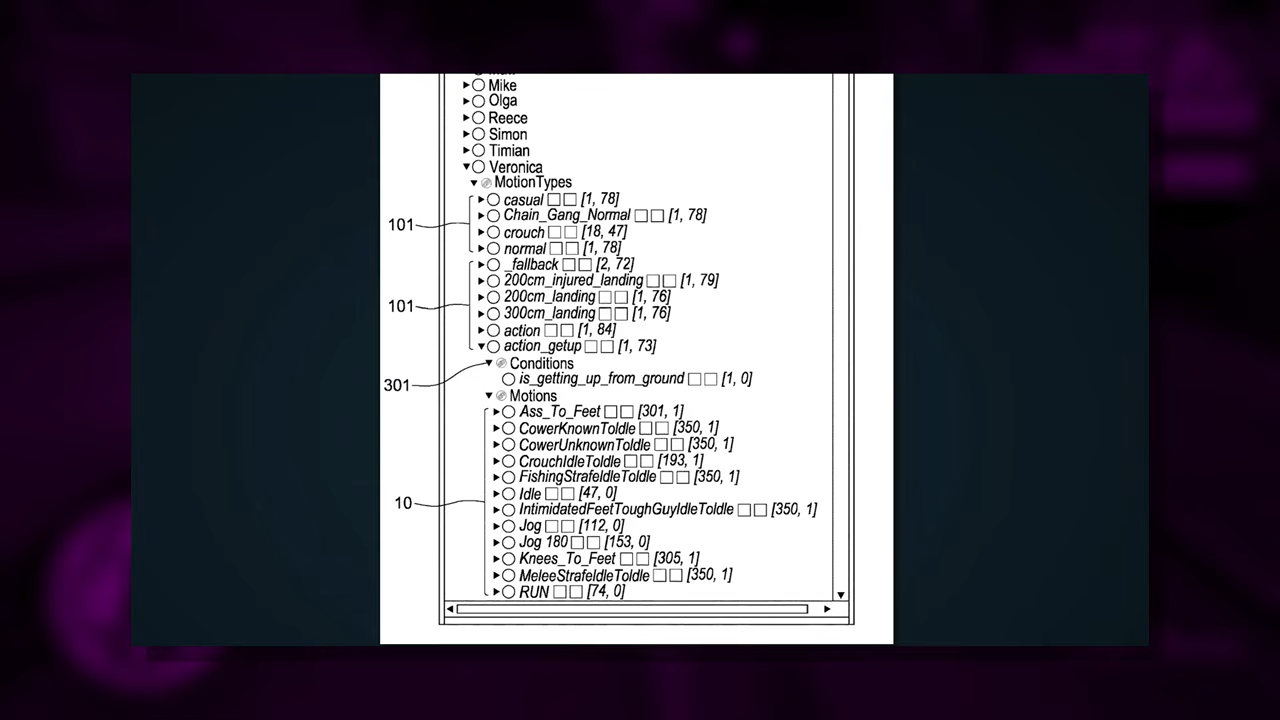 Mike
Olga
Reece
Simon
Timian
Veronica
MotionTypes
casual [1, 78]
Chain_Gang_Normal [1, 78]
101
crouch [18, 47]
normal [1, 78]
_fallback [2, 72]
200cm_injured_landing [1, 79]
200cm_landing [1, 76]
101
300cm_landing [1, 76]
action [1, 84]
action_getup [1, 73]
Conditions
301
is_getting_up_from_ground [1, 0]
Motions
Ass_To_Feet [301, 1]
CowerKnownToIdle [350, 1]
CowerUnknownToIdle [350, 1]
CrouchIdleToIdle [193, 1]
FishingStrafeIdleToIdle [350, 1]
Idle [47, 0]
10
IntimidatedFeetToughGuyIdleToIdle [350, 1]
Jog [112, 0]
Jog 180 [153, 0]
Knees_To_Feet [305, 1]
MeleeStrafeIdleToIdle [350, 1]
RUN [74, 0]